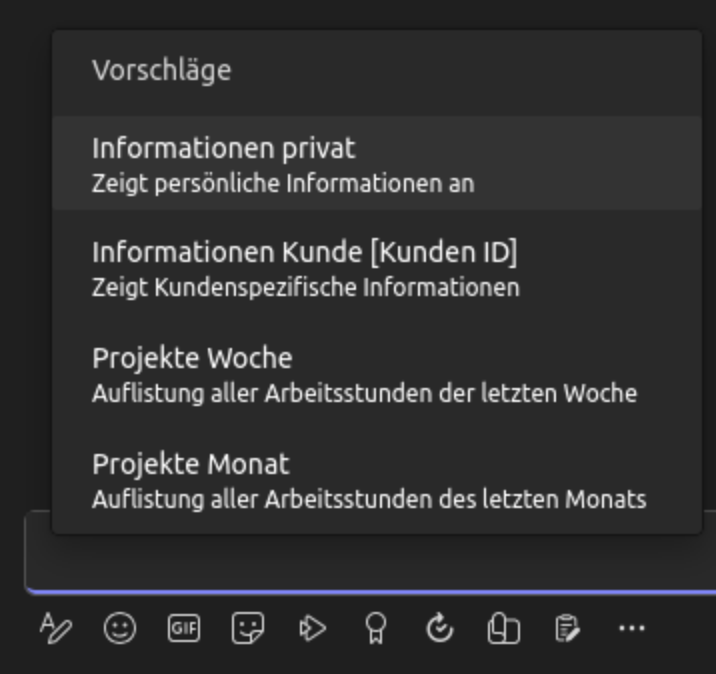 Vorschläge
Informationen privat
Zeigt persönliche Informationen an
Informationen Kunde [Kunden ID]
Zeigt Kundenspezifische Informationen
Projekte Woche
Auflistung aller Arbeitsstunden der letzten Woche
Projekte Monat
Auflistung aller Arbeitsstunden des letzten Monats
GIF